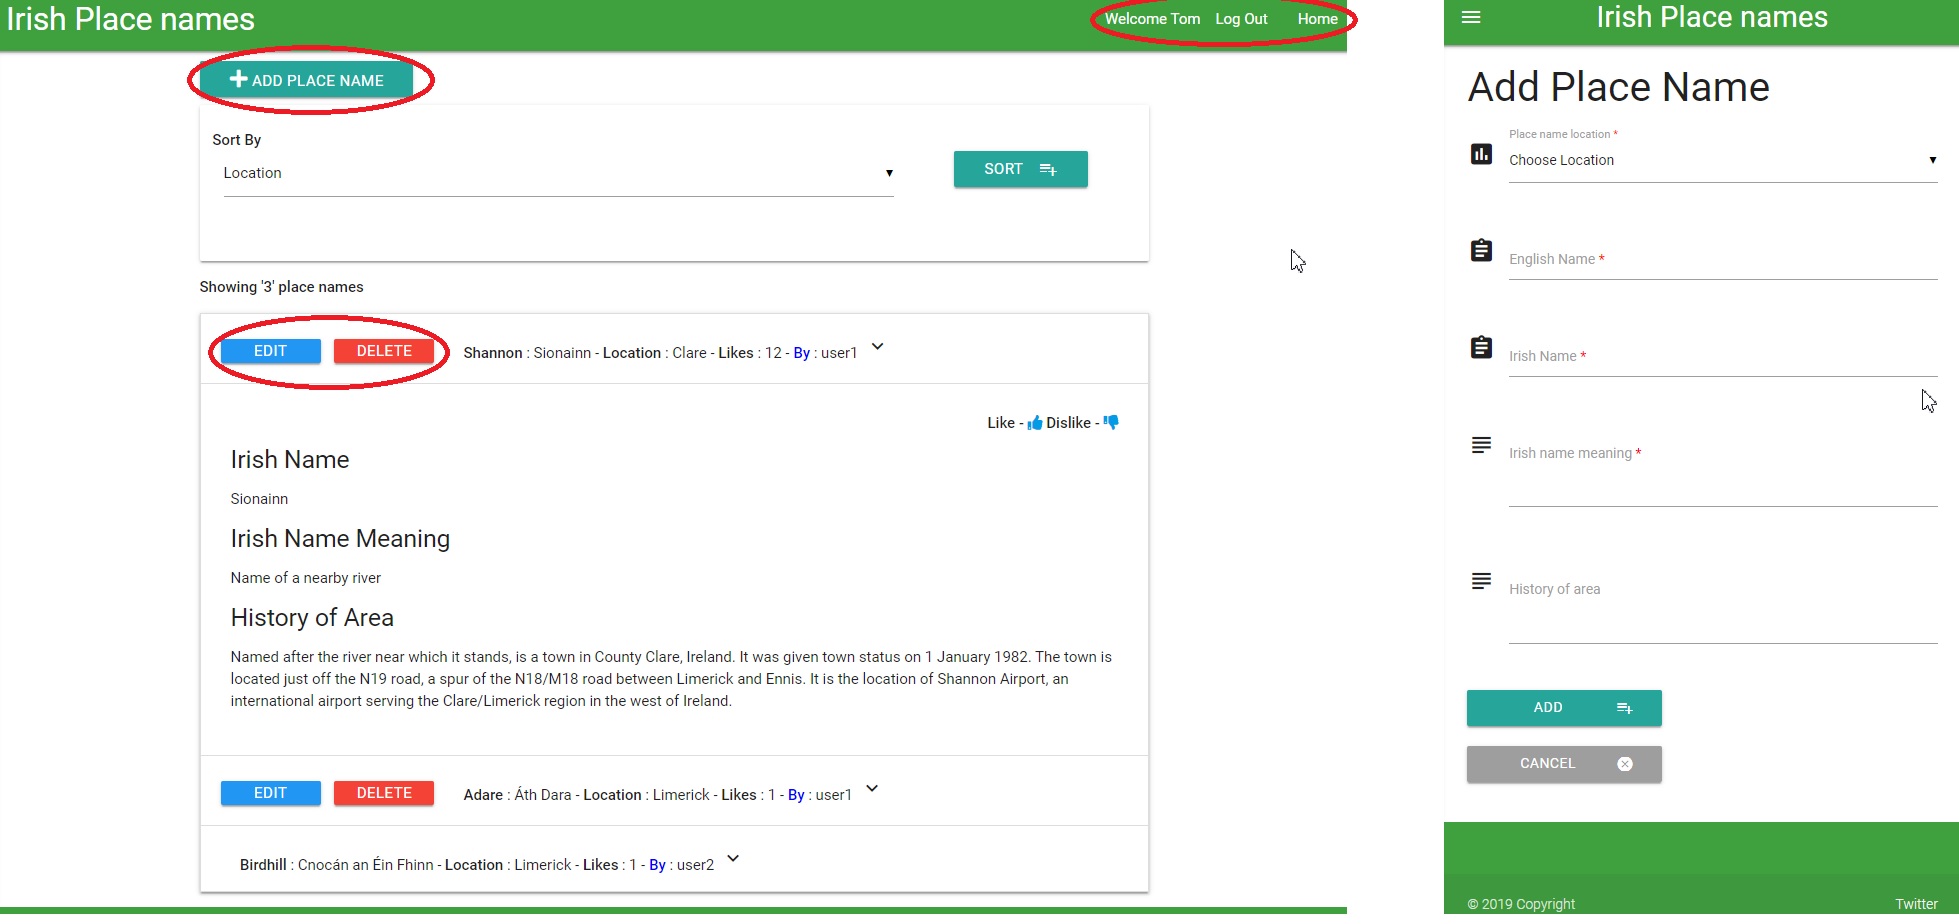 Irish Place names
Welcome Tom Log Out Home
ADD PLACE NAME
Sort By
Location
SORT
Showing '3' place names
EDIT DELETE Shannon : Sionainn - Location : Clare - Likes : 12 - By : user1
Like - Dislike -
Irish Name
Sionainn
Irish Name Meaning
Name of a nearby river
History of Area
Named after the river near which it stands, is a town in County Clare, Ireland. It was given town status on 1 January 1982. The town is
located just off the N19 road, a spur of the N18/M18 road between Limerick and Ennis. It is the location of Shannon Airport, an
international airport serving the Clare/Limerick region in the west of Ireland.
EDIT DELETE Adare : Áth Dara - Location : Limerick - Likes : 1 - By : user1
Birdhill : Cnocán an Éin Fhinn - Location : Limerick - Likes : 1 - By : user2
Irish Place names
Add Place Name
Place name location *
Choose Location
English Name *
Irish Name *
Irish name meaning *
History of area
ADD
CANCEL
© 2019 Copyright Twitter